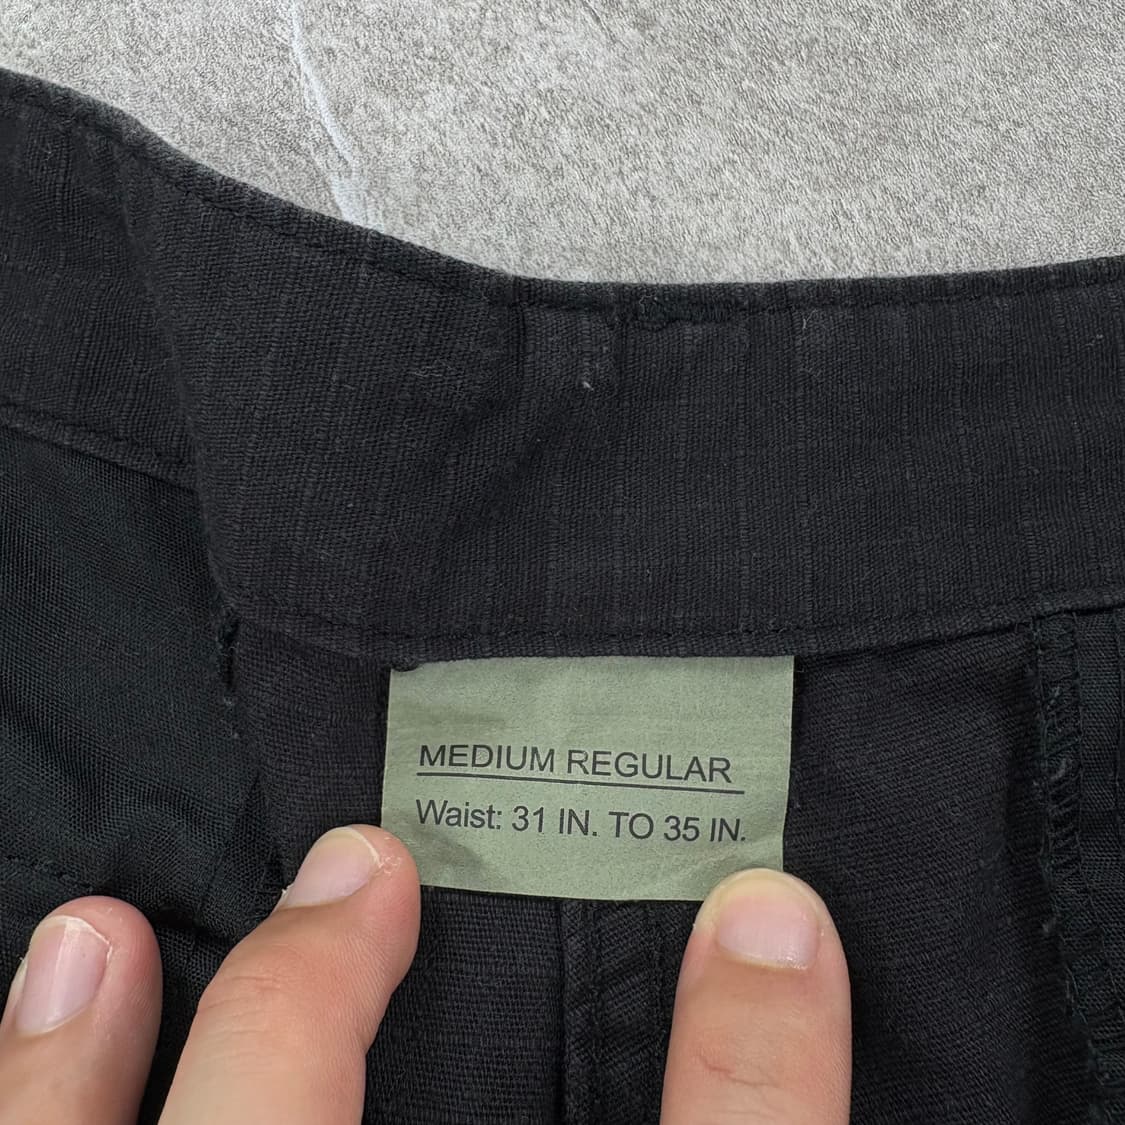 MEDIUM REGULAR
Waist: 31 IN. TO 35 IN.